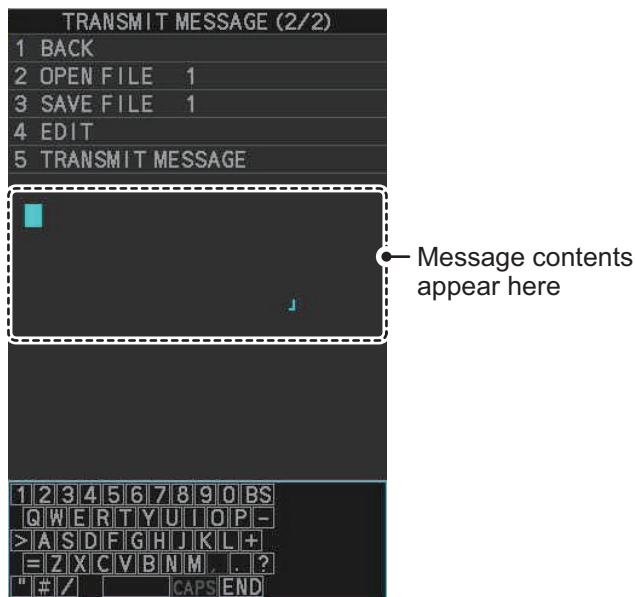 TRANSMIT MESSAGE (2/2)
1 BACK
2 OPEN FILE 1
3 SAVE FILE 1
4 EDIT
5 TRANSMIT MESSAGE
Message contents
appear here
1 2 3 4 5 6 7 8 9 0 BS
Q W E R T Y U I O P -
> A S D F G H J K L +
= Z X C V B N M , . ?
" # / CAPS END